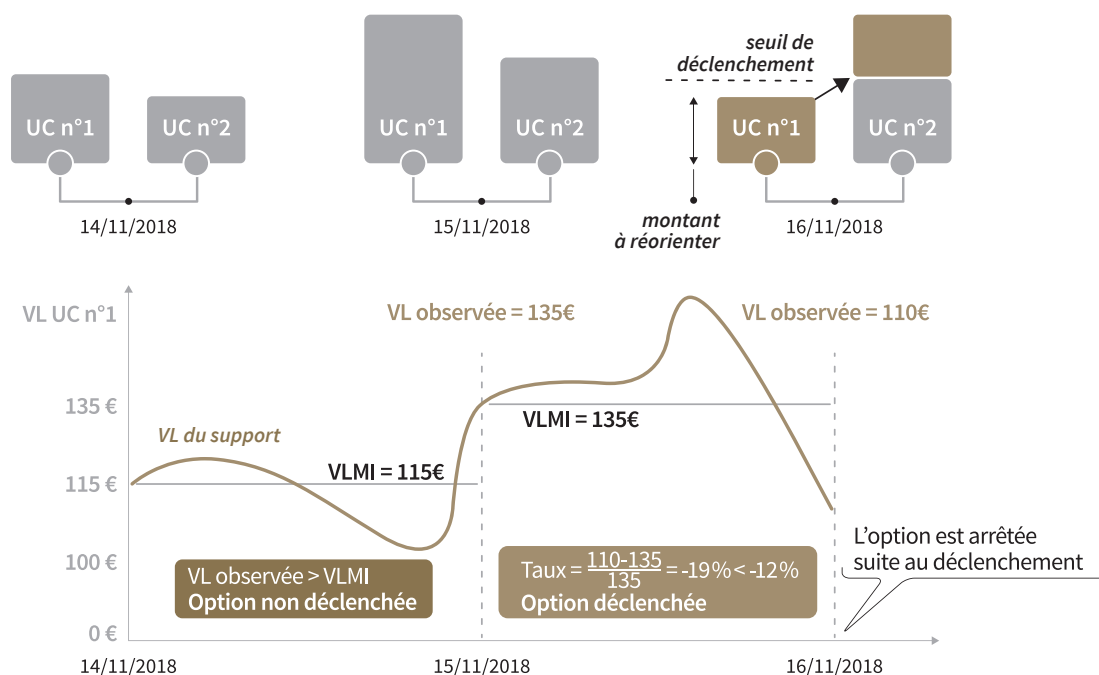 seuil de
déclenchement
UC n°1
UC n°2
14/11/2018
UC n°1
UC n°2
15/11/2018
UC n°1
UC n°2
16/11/2018
montant
à réorienter
VL UC n°1
VL observée = 135€
VL observée = 110€
135 €
VLMI = 135€
VL du support
VLMI = 115€
115 €
100 €
VL observée > VLMI
Option non déclenchée
Taux = 110-135/135 = -19% < -12%
Option déclenchée
L’option est arrêtée
suite au déclenchement
0 €
14/11/2018
15/11/2018
16/11/2018